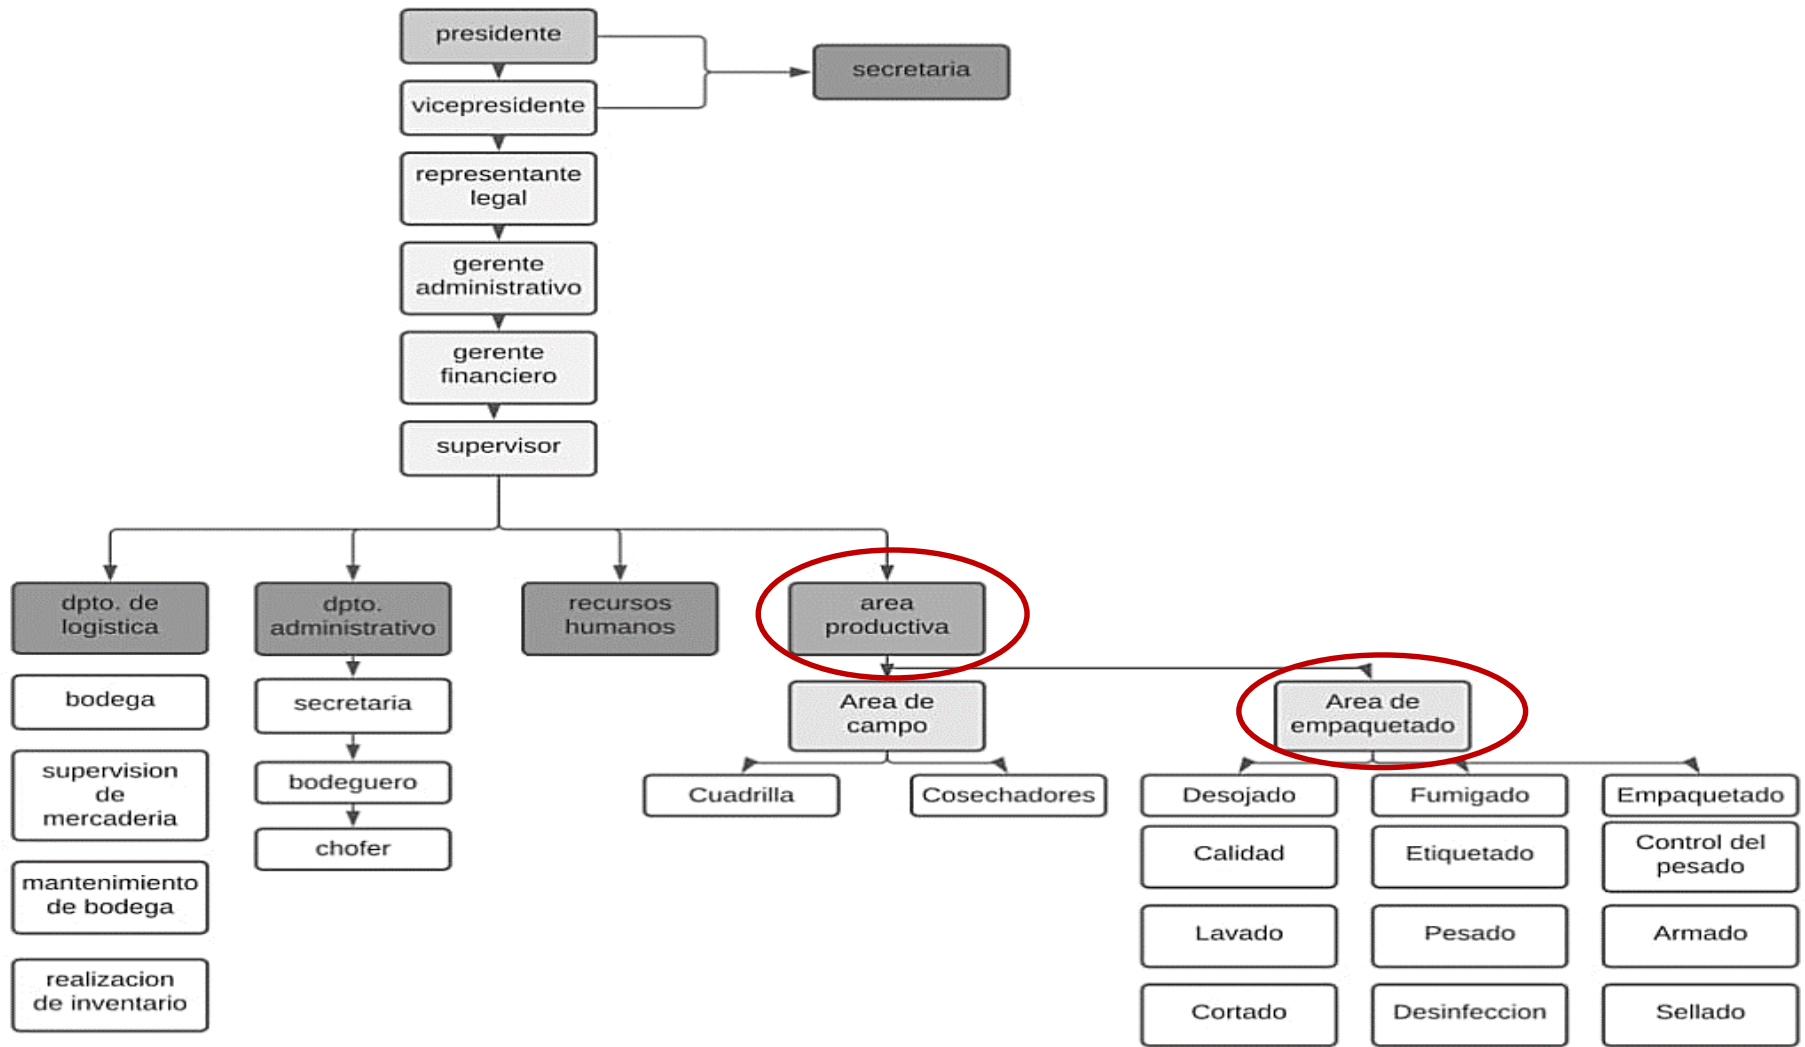 presidente
secretaria
vicepresidente
representante
legal
gerente
administrativo
gerente
financiero
supervisor
dpto. de
logistica
dpto.
administrativo
recursos
humanos
area
productiva
bodega
supervision
de
mercaderia
mantenimiento
de bodega
realizacion
de inventario
secretaria
bodeguero
chofer
Area de
campo
Cuadrilla
Cosechadores
Area de
empaquetado
Desojado
Calidad
Lavado
Cortado
Fumigado
Etiquetado
Pesado
Desinfeccion
Empaquetado
Control del
pesado
Armado
Sellado